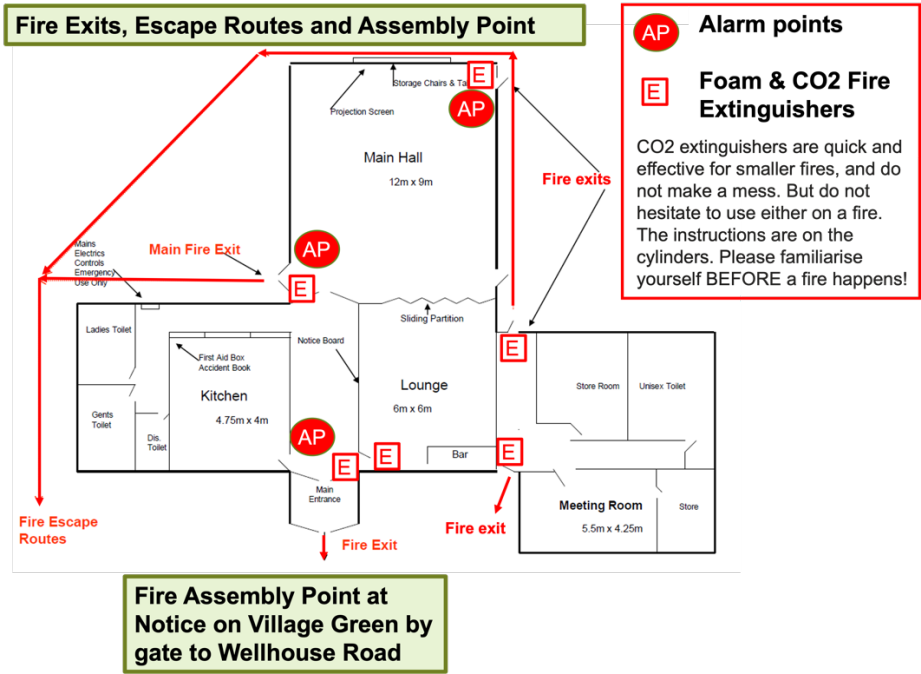 Fire Exits, Escape Routes and Assembly Point
AP
Alarm points
E
Foam & CO2 Fire
Extinguishers
CO2 extinguishers are quick and
effective for smaller fires, and do
not make a mess. But do not
hesitate to use either on a fire.
The instructions are on the
cylinders. Please familiarise
yourself BEFORE a fire happens!
E
Storage Chairs & Ta
AP
Projection Screen
Main Hall
12m x 9m
Fire exits
AP
Main Fire Exit
Mains
Electrics
Controls
Emergency
Use Only
E
Sliding Partition
Ladies Toilet
Notice Board
E
First Aid Box
Accident Book
Kitchen
4.75m x 4m
Lounge
6m x 6m
Store Room
Unisex Toilet
Gents
Toilet
Dis.
Toilet
AP
E
E
Bar
E
Main
Entrance
Meeting Room
5.5m x 4.25m
Store
Fire Escape
Routes
Fire Exit
Fire exit
Fire Assembly Point at
Notice on Village Green by
gate to Wellhouse Road